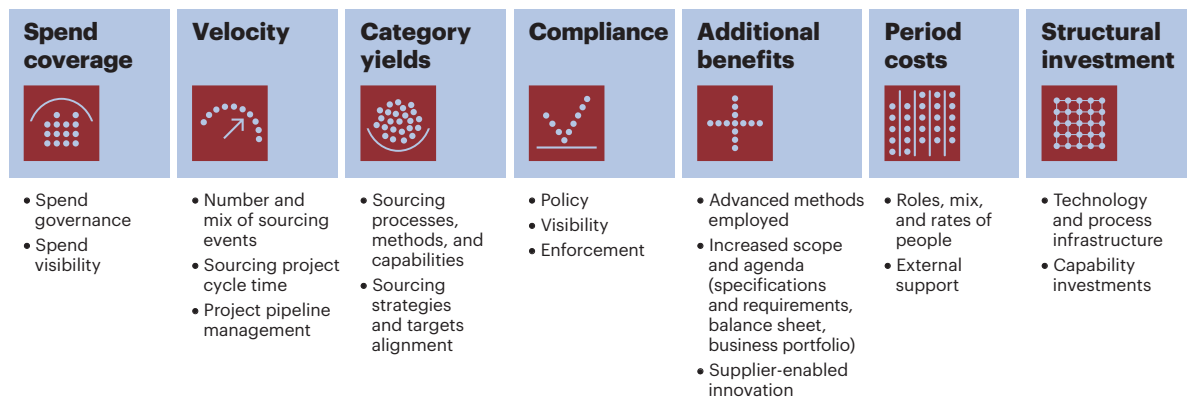 Spend
coverage
• Spend
governance
• Spend
visibility
Velocity
• Number and
mix of sourcing
events
• Sourcing project
cycle time
• Project pipeline
management
Category
yields
• Sourcing
processes,
methods, and
capabilities
• Sourcing
strategies
and targets
alignment
Compliance
• Policy
• Visibility
• Enforcement
Additional
benefits
• Advanced methods
employed
• Increased scope
and agenda
(specifications
and requirements,
balance sheet,
business portfolio)
• Supplier-enabled
innovation
Period
costs
• Roles, mix,
and rates of
people
• External
support
Structural
investment
• Technology
and process
infrastructure
• Capability
investments